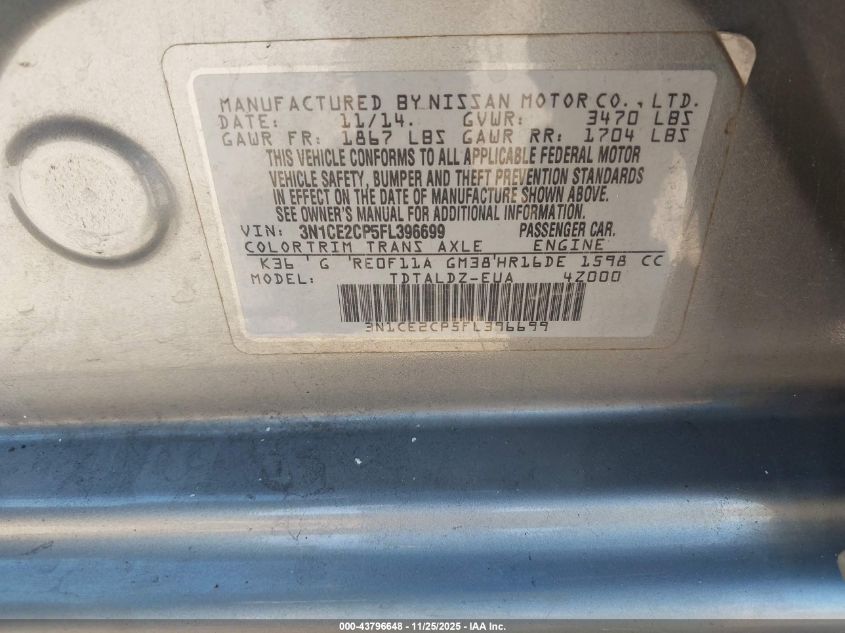 MANUFACTURED BY NISSAN MOTOR CO., LTD.
DATE: 11/14. GVWR: 3470 LBS
GAWR FR: 1867 LBS GAWR RR: 1704 LBS
THIS VEHICLE CONFORMS TO ALL APPLICABLE FEDERAL MOTOR
VEHICLE SAFETY, BUMPER AND THEFT PREVENTION STANDARDS
IN EFFECT ON THE DATE OF MANUFACTURE SHOWN ABOVE.
SEE OWNER'S MANUAL FOR ADDITIONAL INFORMATION.
VIN: 3N1CE2CP5FL396699 PASSENGER CAR.
COLORTRIM TRANS AXLE ENGINE
K36 ' G 'RE0F11A GM38'HR16DE 1598 CC
MODEL: TDTALDZ-EUA 4Z000
3N1CE2CP5FL396699
000-43796648 - 11/25/2025 - IAA Inc.